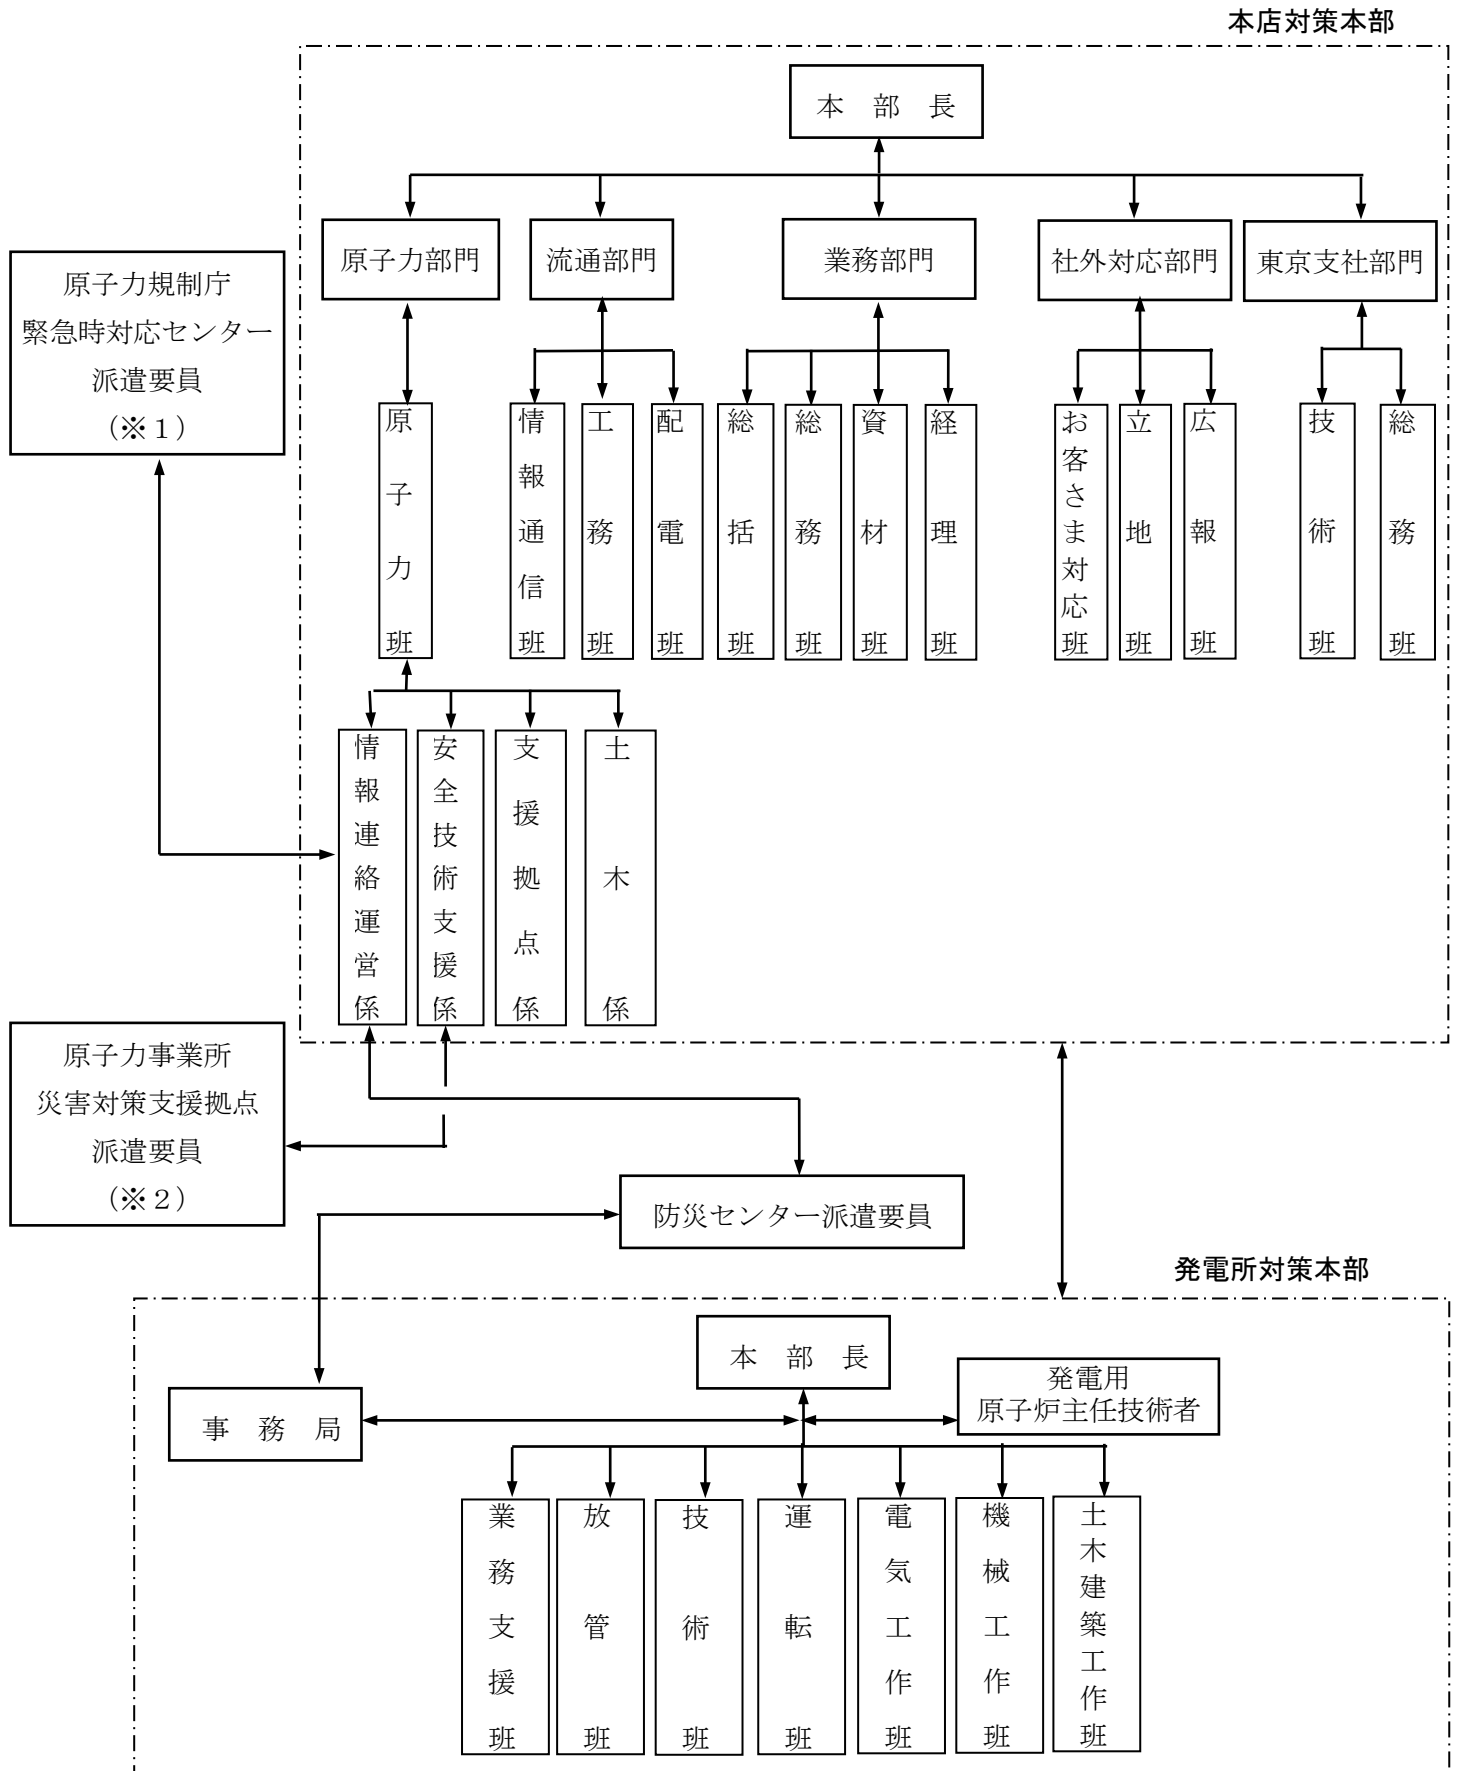 本店対策本部
本　部　長
原子力部門
流通部門
業務部門
社外対応部門
東京支社部門
原子力規制庁
緊急時対応センター
派遣要員
（※１）
原子力班
情報通信班
工務班
配電班
総括班
総務班
資材班
経理班
お客さま対応班
立地班
広報班
技術班
総務班
情報連絡運営係
安全技術支援係
支援拠点係
土木係
原子力事業所
災害対策支援拠点
派遣要員
（※２）
防災センター派遣要員
発電所対策本部
本　部　長
発電用
原子炉主任技術者
事　務　局
業務支援班
放管班
技術班
運転班
電気工作班
機械工作班
土木建築工作班